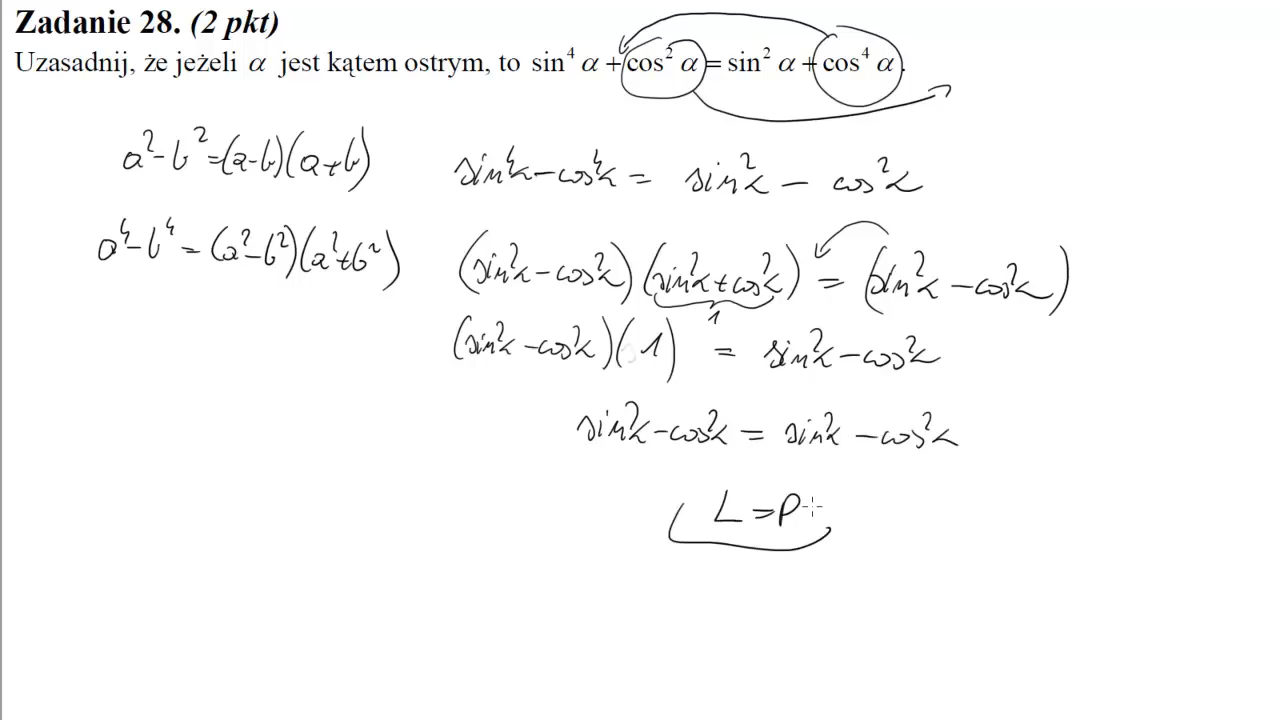 Zadanie 28. (2 pkt)
Uzasadnij, że jeżeli α jest kątem ostrym, to sin⁴ α + cos² α = sin² α + cos⁴ α.
a² - b² = (a-b)(a+b)
sin⁴α - cos⁴α = sin²α - cos²α
a⁴ - b⁴ = (a² - b²)(a² + b²)
(sin²α - cos²α)(sin²α + cos²α) = (sin²α - cos²α)
1
(sin²α - cos²α)(1) = sin²α - cos²α
sin²α - cos²α = sin²α - cos²α
L = P